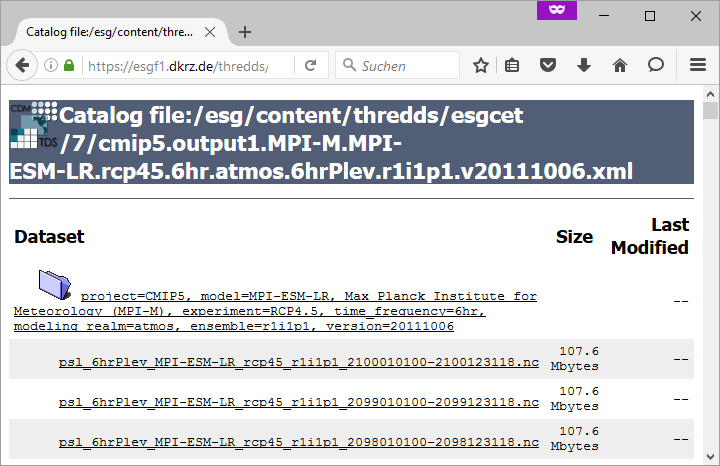 Catalog file:/esg/content/thredds...
https://esgf1.dkrz.de/thredds/
Suchen
CDM
TDS
Catalog file:/esg/content/thredds/esgcet
/7/cmip5.output1.MPI-M.MPI-
ESM-LR.rcp45.6hr.atmos.6hrPlev.r1i1p1.v20111006.xml
Dataset Size Last
Modified
project=CMIP5, model=MPI-ESM-LR, Max Planck Institute for
Meteorology (MPI-M), experiment=RCP4.5, time_frequency=6hr,
modeling realm=atmos, ensemble=r1i1p1, version=20111006
--
psl_6hrPlev_MPI-ESM-LR_rcp45_r1i1p1_2100010100-2100123118.nc 107.6
Mbytes --
psl_6hrPlev_MPI-ESM-LR_rcp45_r1i1p1_2099010100-2099123118.nc 107.6
Mbytes --
psl_6hrPlev_MPI-ESM-LR_rcp45_r1i1p1_2098010100-2098123118.nc 107.6
Mbytes --